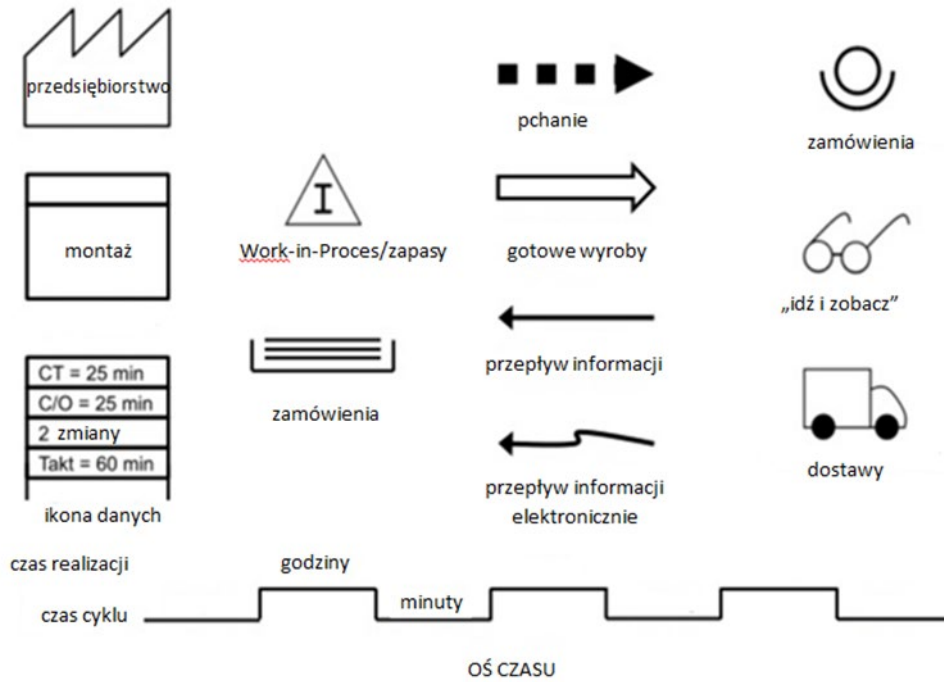 przedsiębiorstwo
pchanie
zamówienia
montaż
I
Work-in-Proces/zapasy
gotowe wyroby
„idź i zobacz”
CT = 25 min
C/O = 25 min
2 zmiany
Takt = 60 min
ikona danych
zamówienia
przepływ informacji
przepływ informacji
elektronicznie
dostawy
czas realizacji
godziny
czas cyklu
minuty
OŚ CZASU